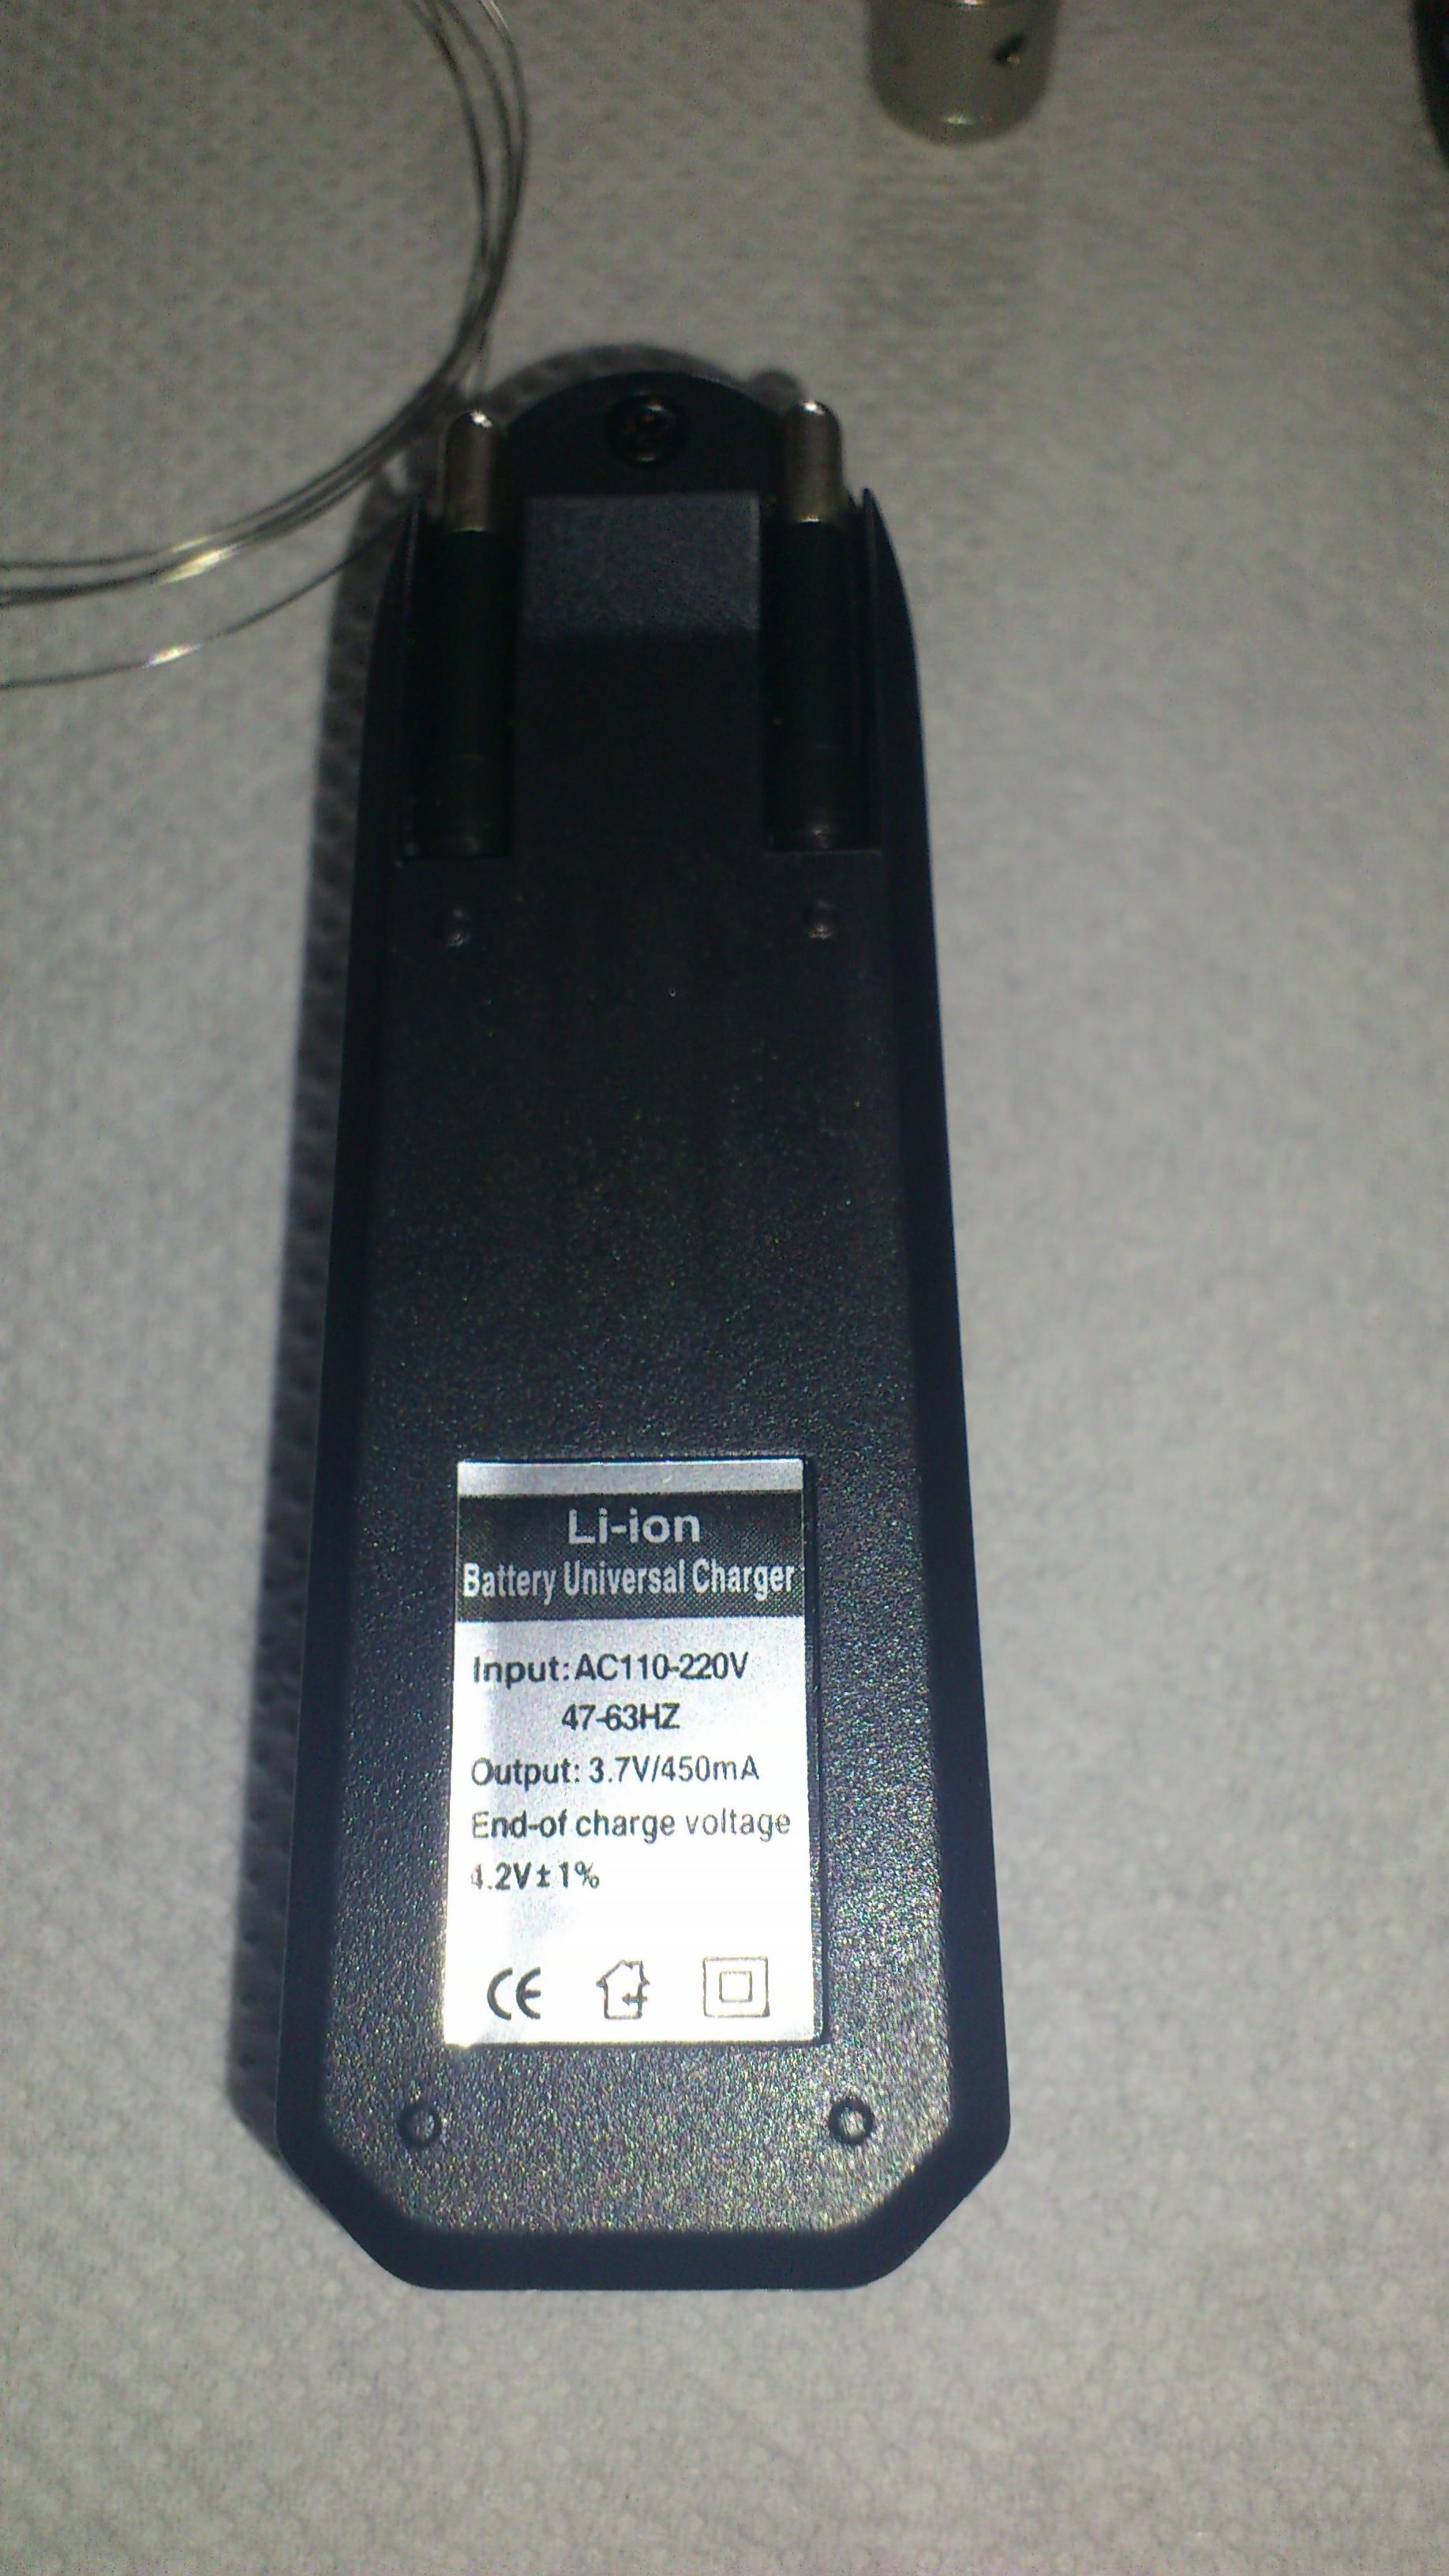 Li-ion
Battery Universal Charger
Input: AC110-220V
47-63HZ
Output: 3.7V/450mA
End-of charge voltage
4.2V±1%
CE